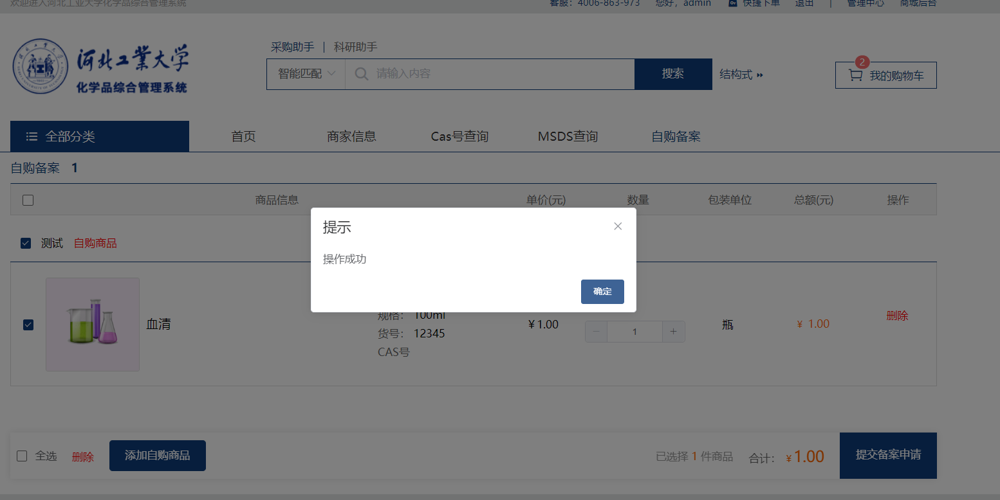 欢迎进入河北工业大学化学品综合管理系统
客服：4006-863-973 您好，admin 快捷下单 退出 | 管理中心 商城后台
河北工業大学
化学品综合管理系统
采购助手 | 科研助手
智能匹配 请输入内容 搜索 结构式
2
我的购物车
全部分类 首页 商家信息 Cas号查询 MSDS查询 自购备案
自购备案 1
商品信息 单价(元) 数量 包装单位 总额(元) 操作
提示
测试 自购商品
操作成功
确定
血清
规格： 100ml
货号： 12345
CAS号
¥ 1.00 － 1 ＋ 瓶 ¥ 1.00 删除
全选 删除 添加自购商品 已选择 1 件商品 合计： ¥ 1.00 提交备案申请